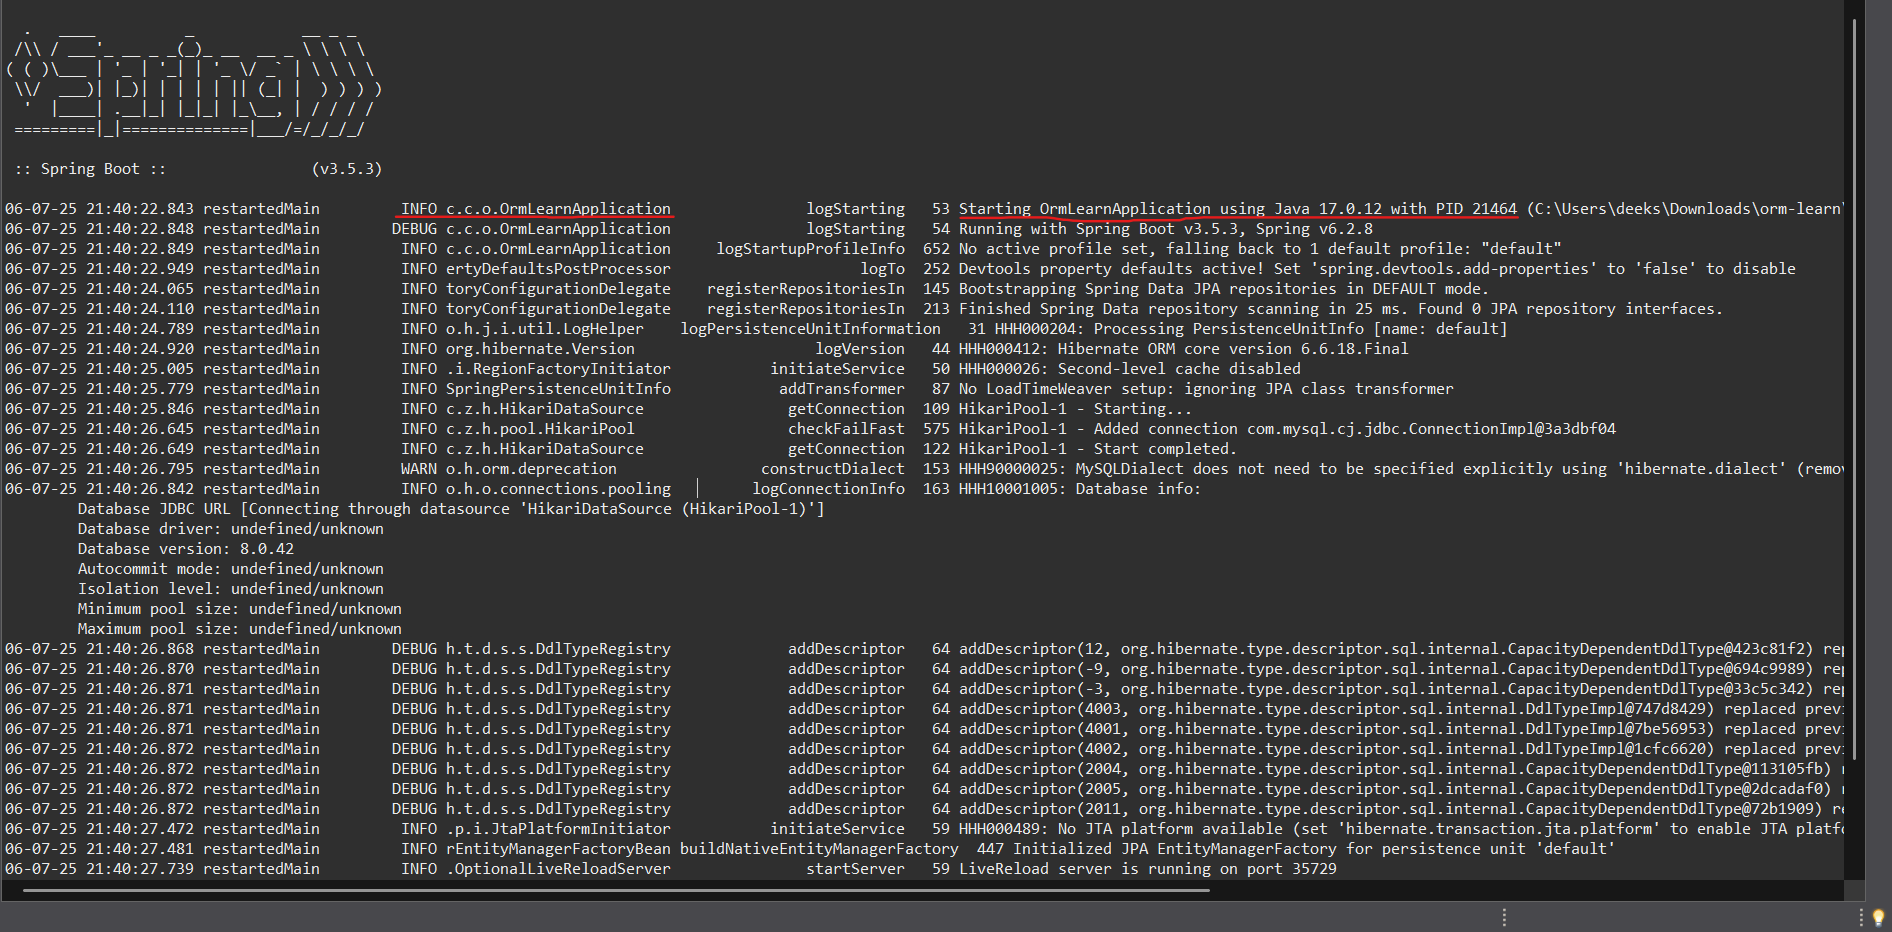 .   ____          _            __ _ _
 /\\ / ___'_ __ _ _(_)_ __  __ _ \ \ \ \
( ( )\___ | '_ | '_| | '_ \/ _` | \ \ \ \
 \\/  ___)| |_)| | | | | || (_| |  ) ) ) )
  '  |____| .__|_| |_|_| |_\__, | / / / /
 =========|_|==============|___/=/_/_/_/
 :: Spring Boot ::                (v3.5.3)
06-07-25 21:40:22.843 restartedMain INFO c.c.o.OrmLearnApplication logStarting 53 Starting OrmLearnApplication using Java 17.0.12 with PID 21464 (C:\Users\deeks\Downloads\orm-learn\
06-07-25 21:40:22.848 restartedMain DEBUG c.c.o.OrmLearnApplication logStarting 54 Running with Spring Boot v3.5.3, Spring v6.2.8
06-07-25 21:40:22.849 restartedMain INFO c.c.o.OrmLearnApplication logStartupProfileInfo 652 No active profile set, falling back to 1 default profile: "default"
06-07-25 21:40:22.949 restartedMain INFO ertyDefaultsPostProcessor logTo 252 Devtools property defaults active! Set 'spring.devtools.add-properties' to 'false' to disable
06-07-25 21:40:24.065 restartedMain INFO toryConfigurationDelegate registerRepositoriesIn 145 Bootstrapping Spring Data JPA repositories in DEFAULT mode.
06-07-25 21:40:24.110 restartedMain INFO toryConfigurationDelegate registerRepositoriesIn 213 Finished Spring Data repository scanning in 25 ms. Found 0 JPA repository interfaces.
06-07-25 21:40:24.789 restartedMain INFO o.h.j.i.util.LogHelper logPersistenceUnitInformation 31 HHH000204: Processing PersistenceUnitInfo [name: default]
06-07-25 21:40:24.920 restartedMain INFO org.hibernate.Version logVersion 44 HHH000412: Hibernate ORM core version 6.6.18.Final
06-07-25 21:40:25.005 restartedMain INFO .i.RegionFactoryInitiator initiateService 50 HHH000026: Second-level cache disabled
06-07-25 21:40:25.779 restartedMain INFO SpringPersistenceUnitInfo addTransformer 87 No LoadTimeWeaver setup: ignoring JPA class transformer
06-07-25 21:40:25.846 restartedMain INFO c.z.h.HikariDataSource getConnection 109 HikariPool-1 - Starting...
06-07-25 21:40:26.645 restartedMain INFO c.z.h.pool.HikariPool checkFailFast 575 HikariPool-1 - Added connection com.mysql.cj.jdbc.ConnectionImpl@3a3dbf04
06-07-25 21:40:26.649 restartedMain INFO c.z.h.HikariDataSource getConnection 122 HikariPool-1 - Start completed.
06-07-25 21:40:26.795 restartedMain WARN o.h.orm.deprecation constructDialect 153 HHH90000025: MySQLDialect does not need to be specified explicitly using 'hibernate.dialect' (remov
06-07-25 21:40:26.842 restartedMain INFO o.h.o.connections.pooling logConnectionInfo 163 HHH10001005: Database info:
Database JDBC URL [Connecting through datasource 'HikariDataSource (HikariPool-1)']
Database driver: undefined/unknown
Database version: 8.0.42
Autocommit mode: undefined/unknown
Isolation level: undefined/unknown
Minimum pool size: undefined/unknown
Maximum pool size: undefined/unknown
06-07-25 21:40:26.868 restartedMain DEBUG h.t.d.s.s.DdlTypeRegistry addDescriptor 64 addDescriptor(12, org.hibernate.type.descriptor.sql.internal.CapacityDependentDdlType@423c81f2) rep
06-07-25 21:40:26.870 restartedMain DEBUG h.t.d.s.s.DdlTypeRegistry addDescriptor 64 addDescriptor(-9, org.hibernate.type.descriptor.sql.internal.CapacityDependentDdlType@694c9989) rep
06-07-25 21:40:26.871 restartedMain DEBUG h.t.d.s.s.DdlTypeRegistry addDescriptor 64 addDescriptor(-3, org.hibernate.type.descriptor.sql.internal.CapacityDependentDdlType@33c5c342) rep
06-07-25 21:40:26.871 restartedMain DEBUG h.t.d.s.s.DdlTypeRegistry addDescriptor 64 addDescriptor(4003, org.hibernate.type.descriptor.sql.internal.DdlTypeImpl@747d8429) replaced previ
06-07-25 21:40:26.871 restartedMain DEBUG h.t.d.s.s.DdlTypeRegistry addDescriptor 64 addDescriptor(4001, org.hibernate.type.descriptor.sql.internal.DdlTypeImpl@7be56953) replaced previ
06-07-25 21:40:26.872 restartedMain DEBUG h.t.d.s.s.DdlTypeRegistry addDescriptor 64 addDescriptor(4002, org.hibernate.type.descriptor.sql.internal.DdlTypeImpl@1cfc6620) replaced previ
06-07-25 21:40:26.872 restartedMain DEBUG h.t.d.s.s.DdlTypeRegistry addDescriptor 64 addDescriptor(2004, org.hibernate.type.descriptor.sql.internal.CapacityDependentDdlType@113105fb) r
06-07-25 21:40:26.872 restartedMain DEBUG h.t.d.s.s.DdlTypeRegistry addDescriptor 64 addDescriptor(2005, org.hibernate.type.descriptor.sql.internal.CapacityDependentDdlType@2dcadaf0) r
06-07-25 21:40:26.872 restartedMain DEBUG h.t.d.s.s.DdlTypeRegistry addDescriptor 64 addDescriptor(2011, org.hibernate.type.descriptor.sql.internal.CapacityDependentDdlType@72b1909) re
06-07-25 21:40:27.472 restartedMain INFO .p.i.JtaPlatformInitiator initiateService 59 HHH000489: No JTA platform available (set 'hibernate.transaction.jta.platform' to enable JTA platfo
06-07-25 21:40:27.481 restartedMain INFO rEntityManagerFactoryBean buildNativeEntityManagerFactory 447 Initialized JPA EntityManagerFactory for persistence unit 'default'
06-07-25 21:40:27.739 restartedMain INFO .OptionalLiveReloadServer startServer 59 LiveReload server is running on port 35729